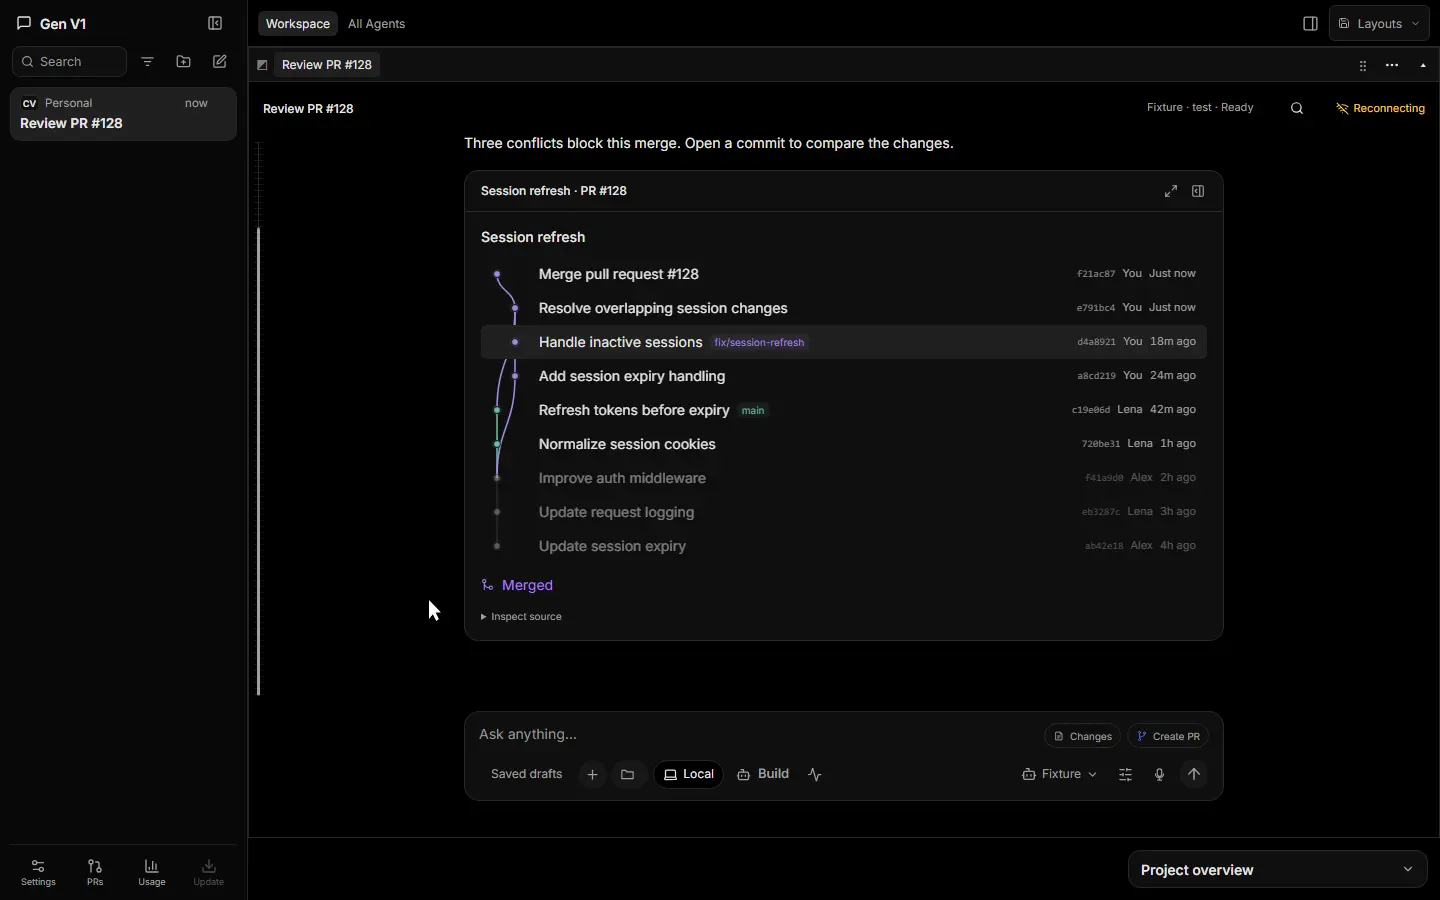 Gen V1
Workspace
All Agents
Layouts
Search
Review PR #128
CV Personal now
Review PR #128
Review PR #128
Fixture · test · Ready
Reconnecting
Three conflicts block this merge. Open a commit to compare the changes.
Session refresh · PR #128
Session refresh
Merge pull request #128 f21ac87 You Just now
Resolve overlapping session changes e791bc4 You Just now
Handle inactive sessions fix/session-refresh d4a8921 You 18m ago
Add session expiry handling a8cd219 You 24m ago
Refresh tokens before expiry main c19e06d Lena 42m ago
Normalize session cookies 720be31 Lena 1h ago
Improve auth middleware f41a9d0 Alex 2h ago
Update request logging eb3287c Lena 3h ago
Update session expiry ab42e18 Alex 4h ago
Merged
Inspect source
Ask anything...
Changes
Create PR
Saved drafts
Local
Build
Fixture
Settings
PRs
Usage
Update
Project overview